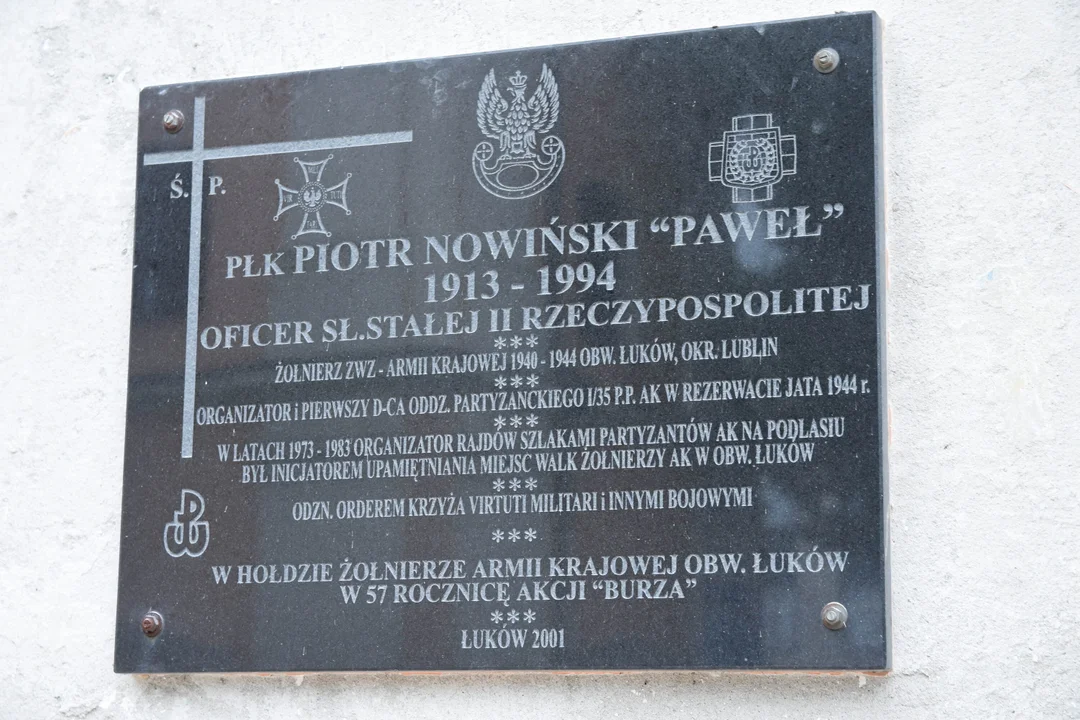 Ś. P.
PŁK PIOTR NOWIŃSKI “PAWEŁ”
1913 - 1994
OFICER SŁ.STAŁEJ II RZECZYPOSPOLITEJ
***
ŻOŁNIERZ ZWZ - ARMII KRAJOWEJ 1940 - 1944 OBW. ŁUKÓW, OKR. LUBLIN
***
ORGANIZATOR i PIERWSZY D-CA ODDZ. PARTYZANCKIEGO I/35 P.P. AK W REZERWACIE JATA 1944 r.
***
W LATACH 1973 - 1983 ORGANIZATOR RAJDÓW SZLAKAMI PARTYZANTÓW AK NA PODLASIU
BYŁ INICJATOREM UPAMIĘTNIANIA MIEJSC WALK ŻOŁNIERZY AK W OBW. ŁUKÓW
***
ODZN. ORDEREM KRZYŻA VIRTUTI MILITARI i INNYMI BOJOWYMI
***
W HOŁDZIE ŻOŁNIERZE ARMII KRAJOWEJ OBW. ŁUKÓW
W 57 ROCZNICĘ AKCJI “BURZA”
***
ŁUKÓW 2001